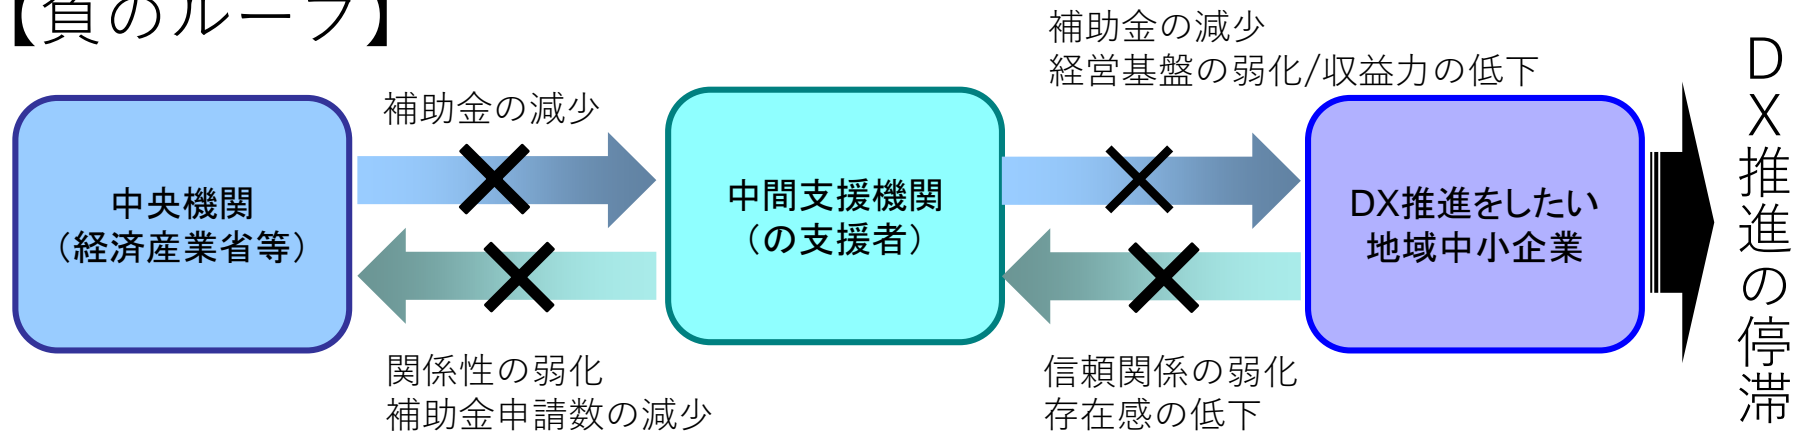 【負のループ】
補助金の減少
補助金の減少
経営基盤の弱化/収益力の低下
中央機関
（経済産業省等）
中間支援機関
（の支援者）
DX推進をしたい
地域中小企業
関係性の弱化
補助金申請数の減少
信頼関係の弱化
存在感の低下
DX推進の停滞